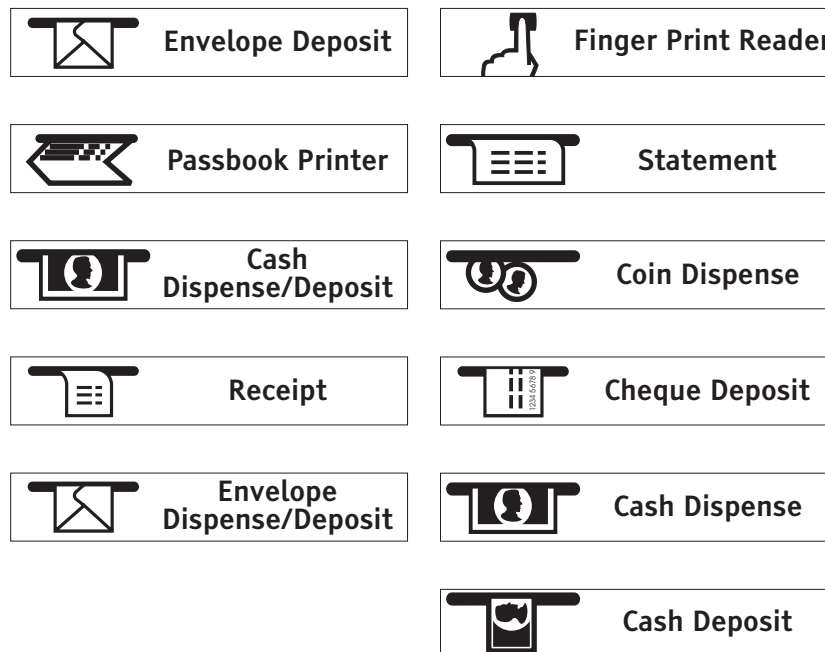 Envelope Deposit
Finger Print Reader
Passbook Printer
Statement
Cash
Dispense/Deposit
Coin Dispense
Receipt
Cheque Deposit
123456789
Envelope
Dispense/Deposit
Cash Dispense
Cash Deposit